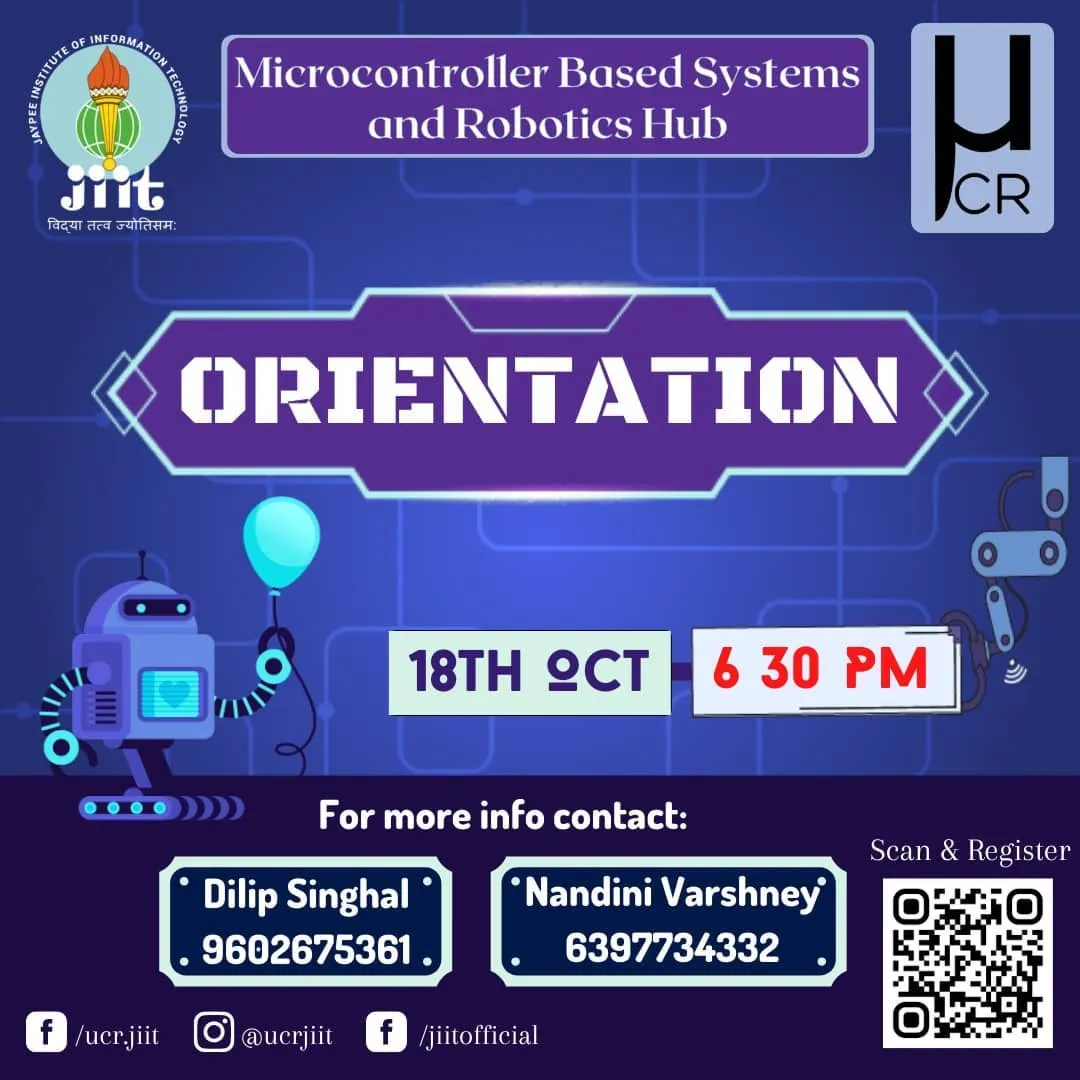 JAYPEE INSTITUTE OF INFORMATION TECHNOLOGY
jiit
विद्या तत्व ज्योतिसमः
Microcontroller Based Systems
and Robotics Hub
μ
CR
ORIENTATION
18TH OCT
6 30 PM
For more info contact:
Dilip Singhal
9602675361
Nandini Varshney
6397734332
Scan & Register
/ucr.jiit
@ucrjiit
/jiitofficial